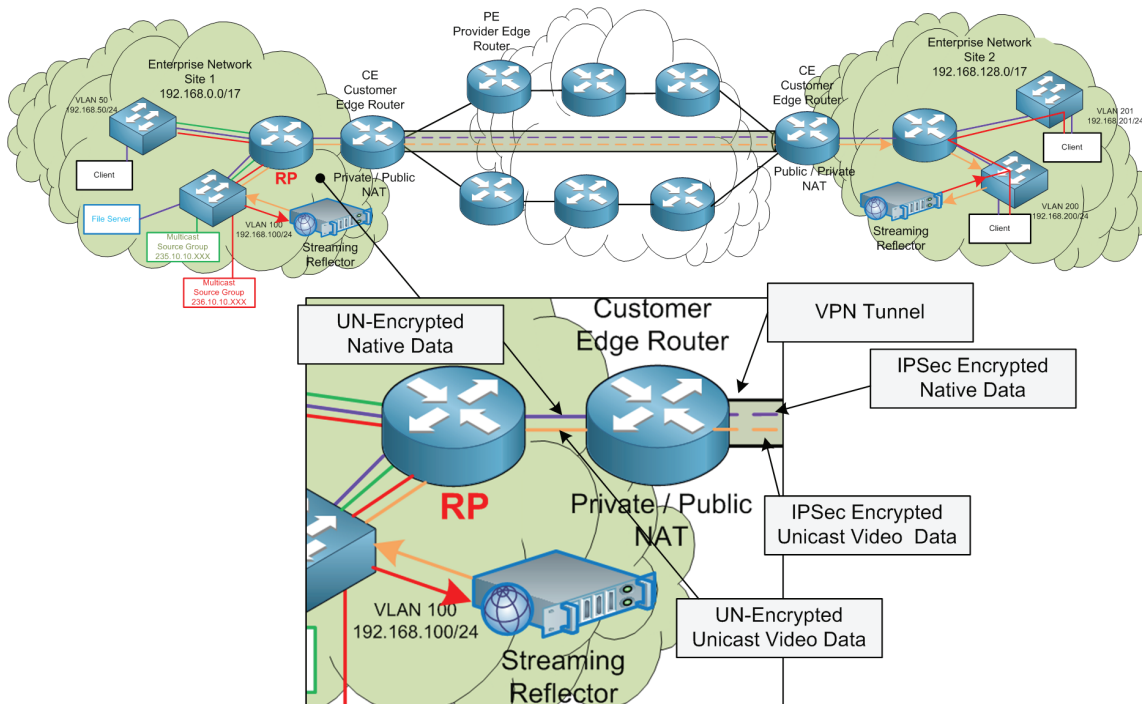 PE
Provider Edge
Router
Enterprise Network
Site 1
192.168.0.0/17
CE
Customer
Edge Router
VLAN 50
192.168.50/24
Client
RP
Private / Public
NAT
File Server
VLAN 100
192.168.100/24
Multicast
Source Group
235.10.10.XXX
Streaming
Reflector
Multicast
Source Group
236.10.10.XXX
Enterprise Network
Site 2
192.168.128.0/17
CE
Customer
Edge Router
VLAN 201
192.168.201/24
Client
Public / Private
NAT
VLAN 200
192.168.200/24
Streaming
Reflector
Client
UN-Encrypted
Native Data
Customer
Edge Router
VPN Tunnel
IPSec Encrypted
Native Data
RP
Private / Public
NAT
IPSec Encrypted
Unicast Video Data
VLAN 100
192.168.100/24
UN-Encrypted
Unicast Video Data
Streaming
Reflector